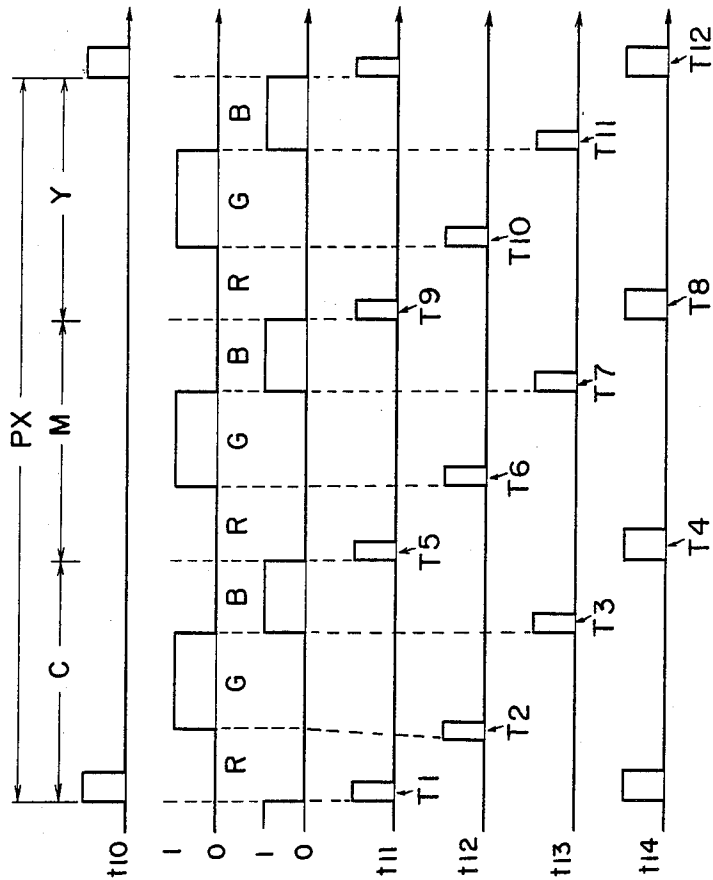 PX
C M Y
t10
1
0
R G B R G B R G B
1
0
t11
T1 T5 T9
t12
T2 T6 T10
t13
T3 T7 T11
t14
T4 T8 T12